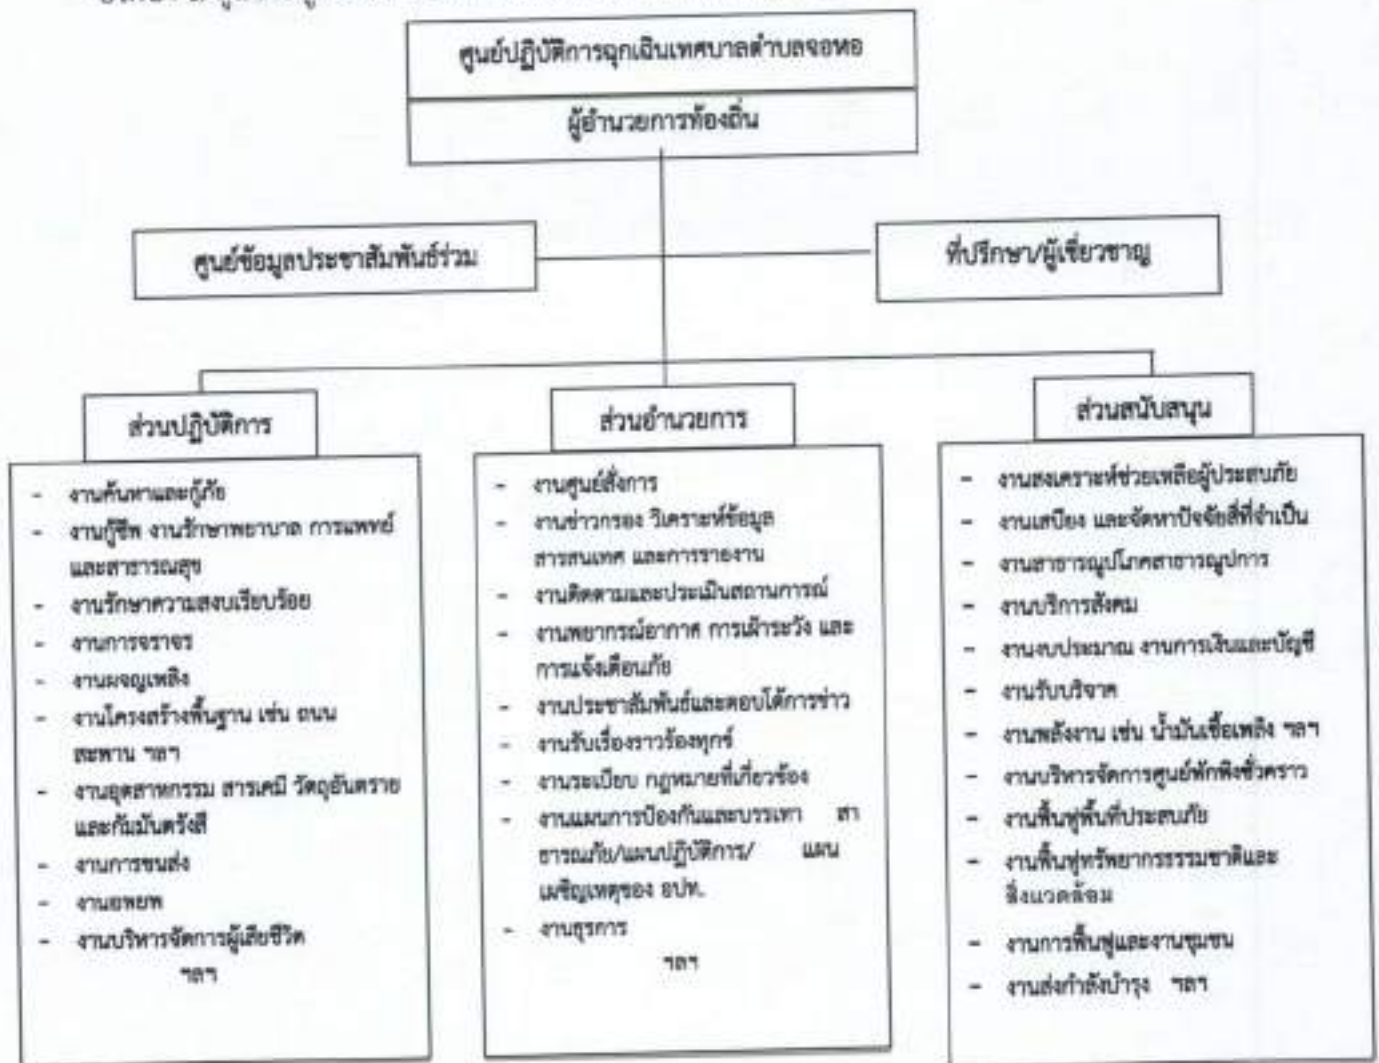 ศูนย์ปฏิบัติการฉุกเฉินเทศบาลตำบลจอหอ
ผู้อำนวยการท้องถิ่น
ศูนย์ข้อมูลประชาสัมพันธ์ร่วม
ที่ปรึกษา/ผู้เชี่ยวชาญ
ส่วนปฏิบัติการ
- งานค้นหาและกู้ภัย
- งานกู้ชีพ งานรักษาพยาบาล การแพทย์
และสาธารณสุข
- งานรักษาความสงบเรียบร้อย
- งานการจราจร
- งานผจญเพลิง
- งานโครงสร้างพื้นฐาน เช่น ถนน
สะพาน ฯลฯ
- งานอุตสาหกรรม สารเคมี วัตถุอันตราย
และกัมมันตรังสี
- งานการขนส่ง
- งานอพยพ
- งานบริหารจัดการผู้เสียชีวิต
ฯลฯ
ส่วนอำนวยการ
- งานศูนย์สั่งการ
- งานข่าวกรอง วิเคราะห์ข้อมูล
สารสนเทศ และการรายงาน
- งานติดตามและประเมินสถานการณ์
- งานพยากรณ์อากาศ การเฝ้าระวัง และ
การแจ้งเตือนภัย
- งานประชาสัมพันธ์และตอบโต้การข่าว
- งานรับเรื่องราวร้องทุกข์
- งานระเบียบ กฎหมายที่เกี่ยวข้อง
- งานแผนการป้องกันและบรรเทา สา
ธารณภัย/แผนปฏิบัติการ/ แผน
เผชิญเหตุของ อปท.
- งานธุรการ
ฯลฯ
ส่วนสนับสนุน
- งานสงเคราะห์ช่วยเหลือผู้ประสบภัย
- งานเสบียง และจัดหาปัจจัยสี่ที่จำเป็น
- งานสาธารณูปโภคสาธารณูปการ
- งานบริการสังคม
- งานงบประมาณ งานการเงินและบัญชี
- งานรับบริจาค
- งานพลังงาน เช่น น้ำมันเชื้อเพลิง ฯลฯ
- งานบริหารจัดการศูนย์พักพิงชั่วคราว
- งานฟื้นฟูพื้นที่ประสบภัย
- งานฟื้นฟูทรัพยากรธรรมชาติและ
สิ่งแวดล้อม
- งานการฟื้นฟูและงานชุมชน
- งานส่งกำลังบำรุง ฯลฯ